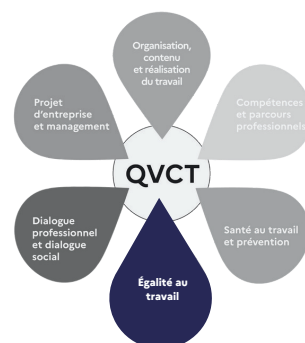 Organisation,
contenu
et réalisation
du travail
Projet
d'entreprise
et management
Compétences
et parcours
professionnels
QVCT
Dialogue
professionnel
et dialogue
social
Santé au travail
et prévention
Égalité au
travail